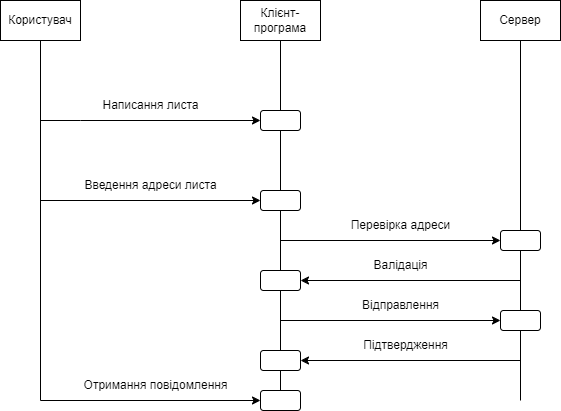 Користувач
Клієнт-
програма
Сервер
Написання листа
Введення адреси листа
Перевірка адреси
Валідація
Відправлення
Підтвердження
Отримання повідомлення